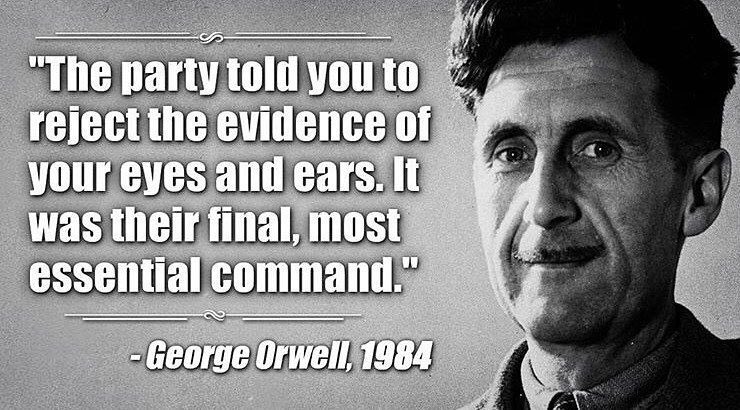 "The party told you to
reject the evidence of
your eyes and ears. It
was their final, most
essential command."
- George Orwell, 1984